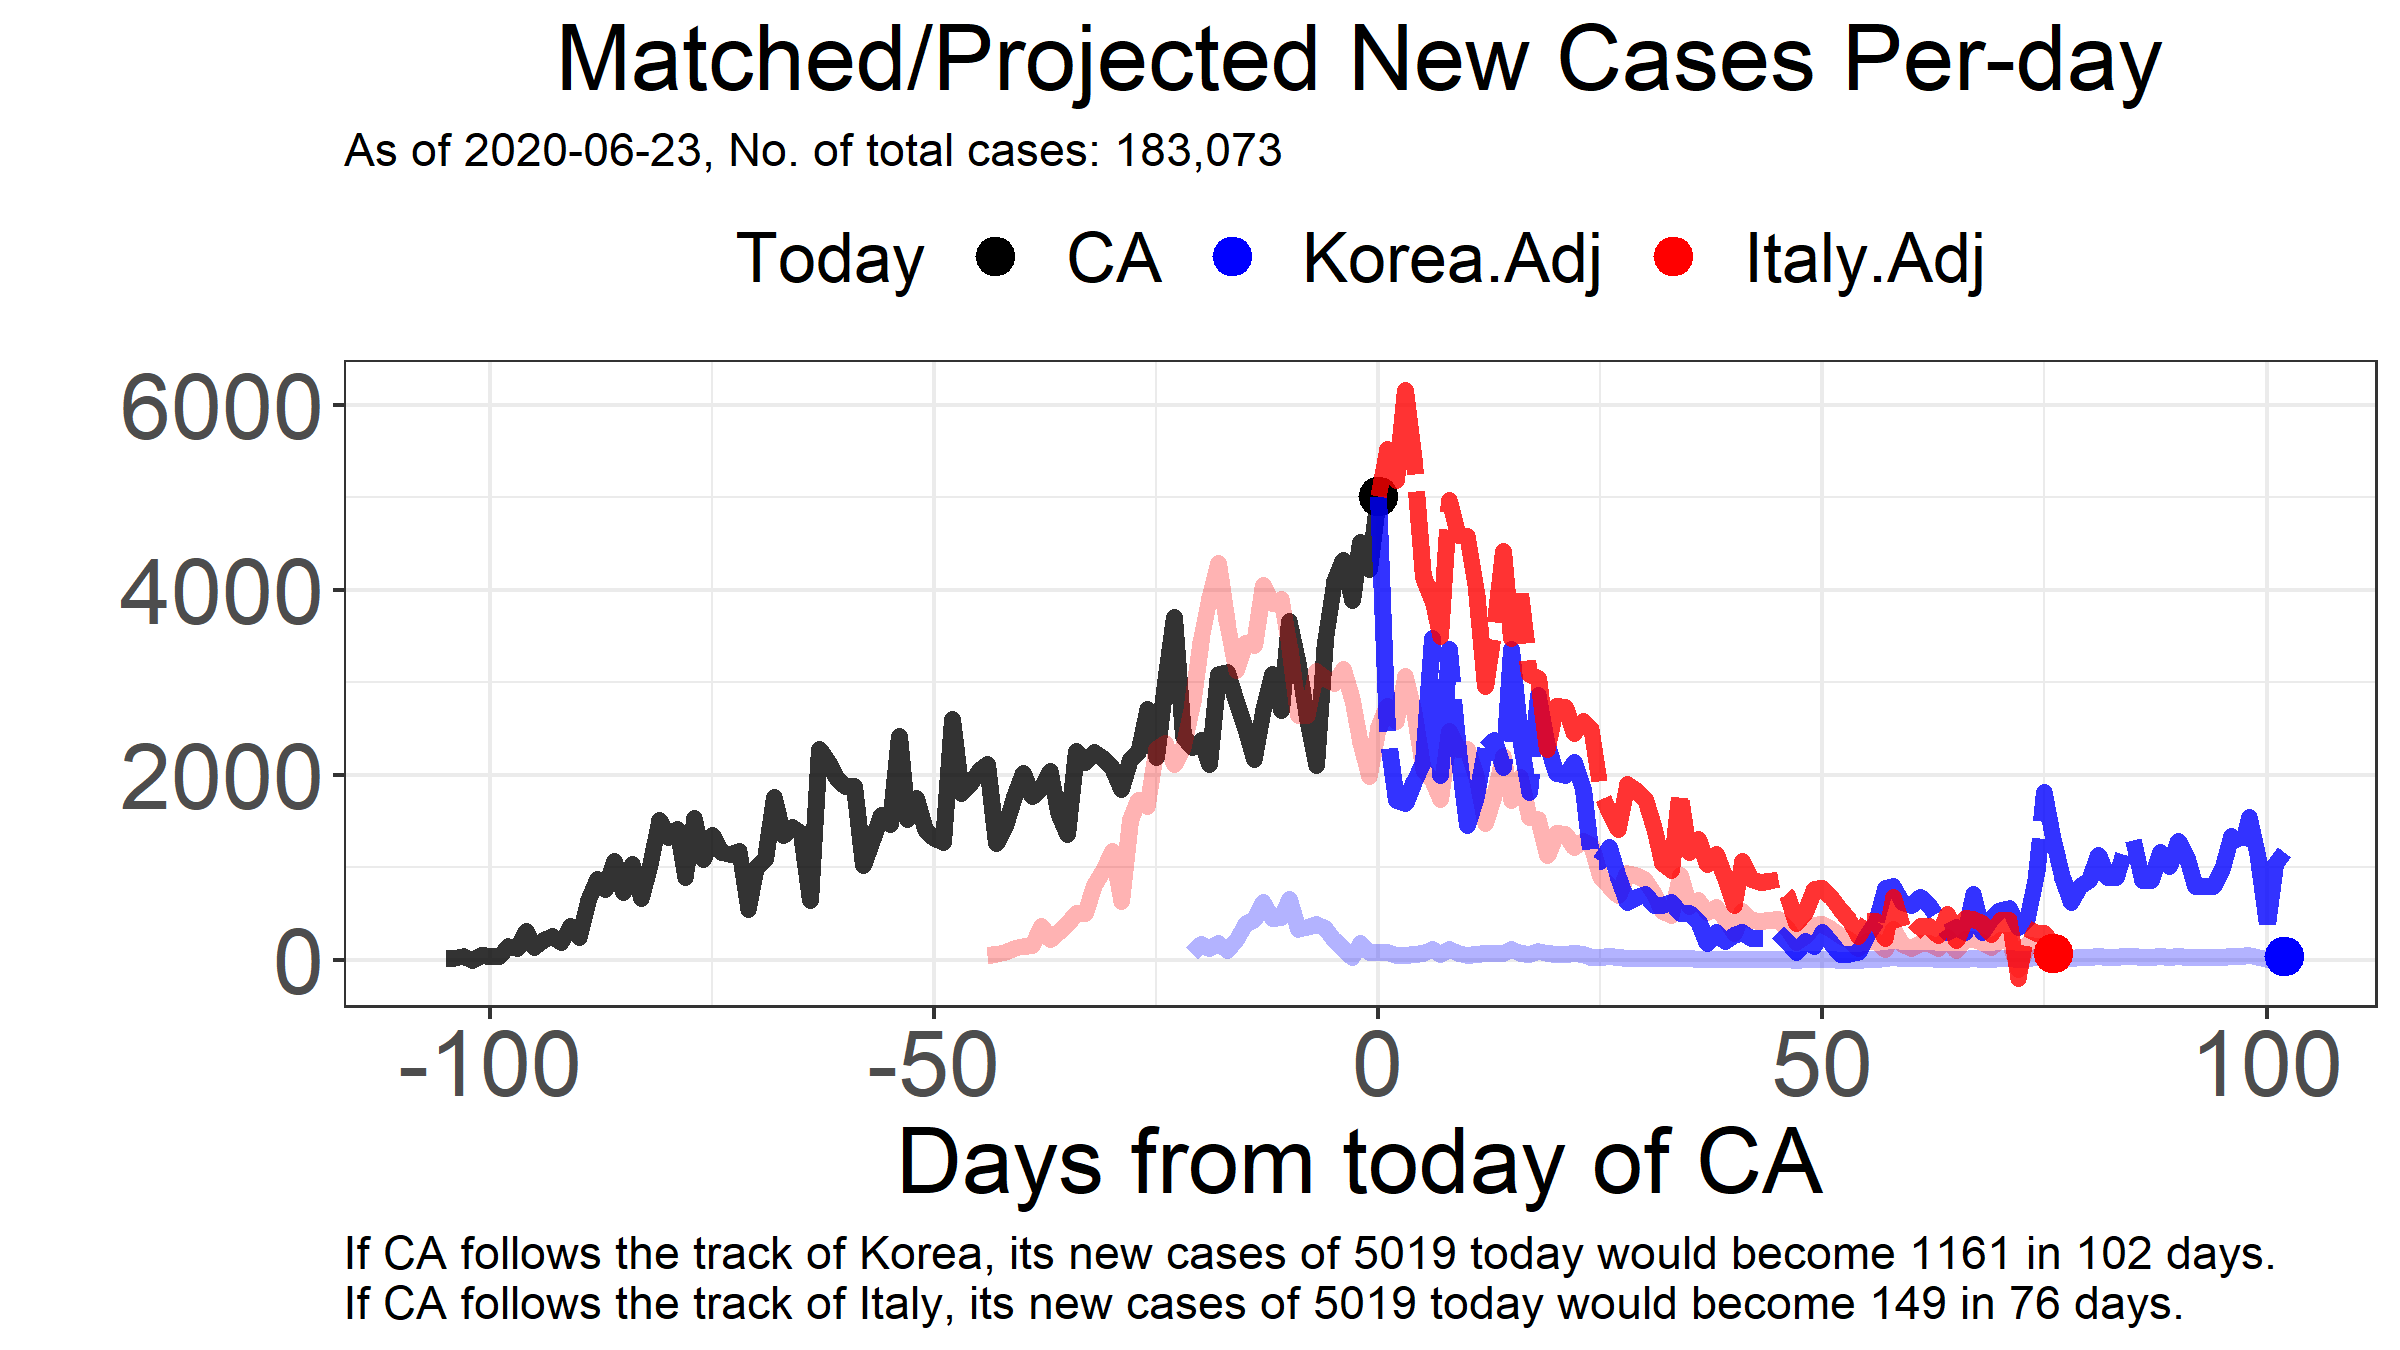 Matched/Projected New Cases Per-day
As of 2020-06-23, No. of total cases: 183,073
Today CA Korea.Adj Italy.Adj
6000
4000
2000
0
-100 -50 0 50 100
Days from today of CA
If CA follows the track of Korea, its new cases of 5019 today would become 1161 in 102 days.
If CA follows the track of Italy, its new cases of 5019 today would become 149 in 76 days.